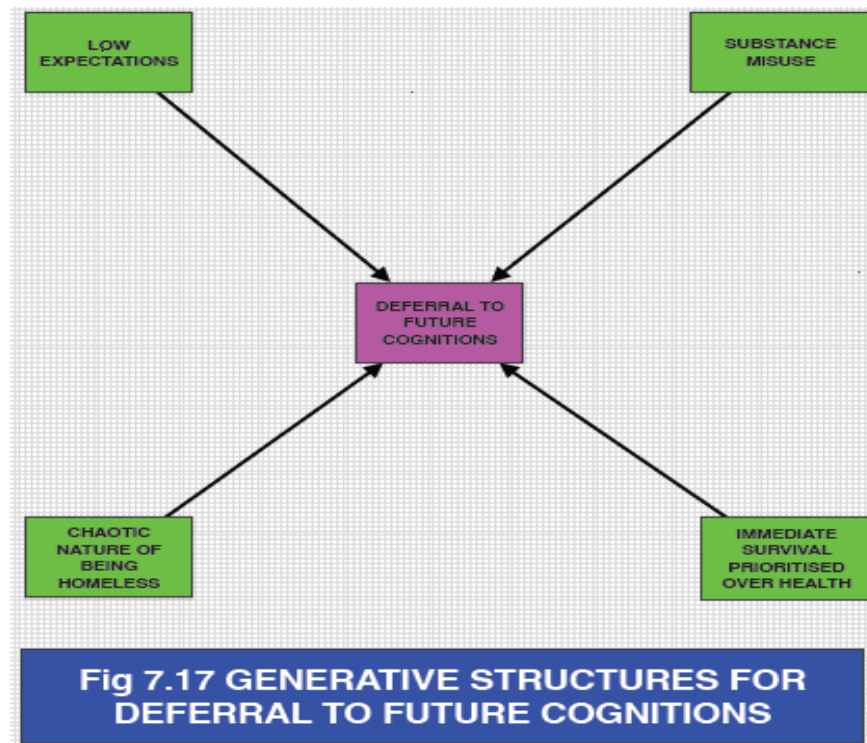 LOW
EXPECTATIONS
SUBSTANCE
MISUSE
DEFERRAL TO
FUTURE
COGNITIONS
CHAOTIC
NATURE OF
BEING
HOMELESS
IMMEDIATE
SURVIVAL
PRIORITISED
OVER HEALTH
Fig 7.17 GENERATIVE STRUCTURES FOR
DEFERRAL TO FUTURE COGNITIONS